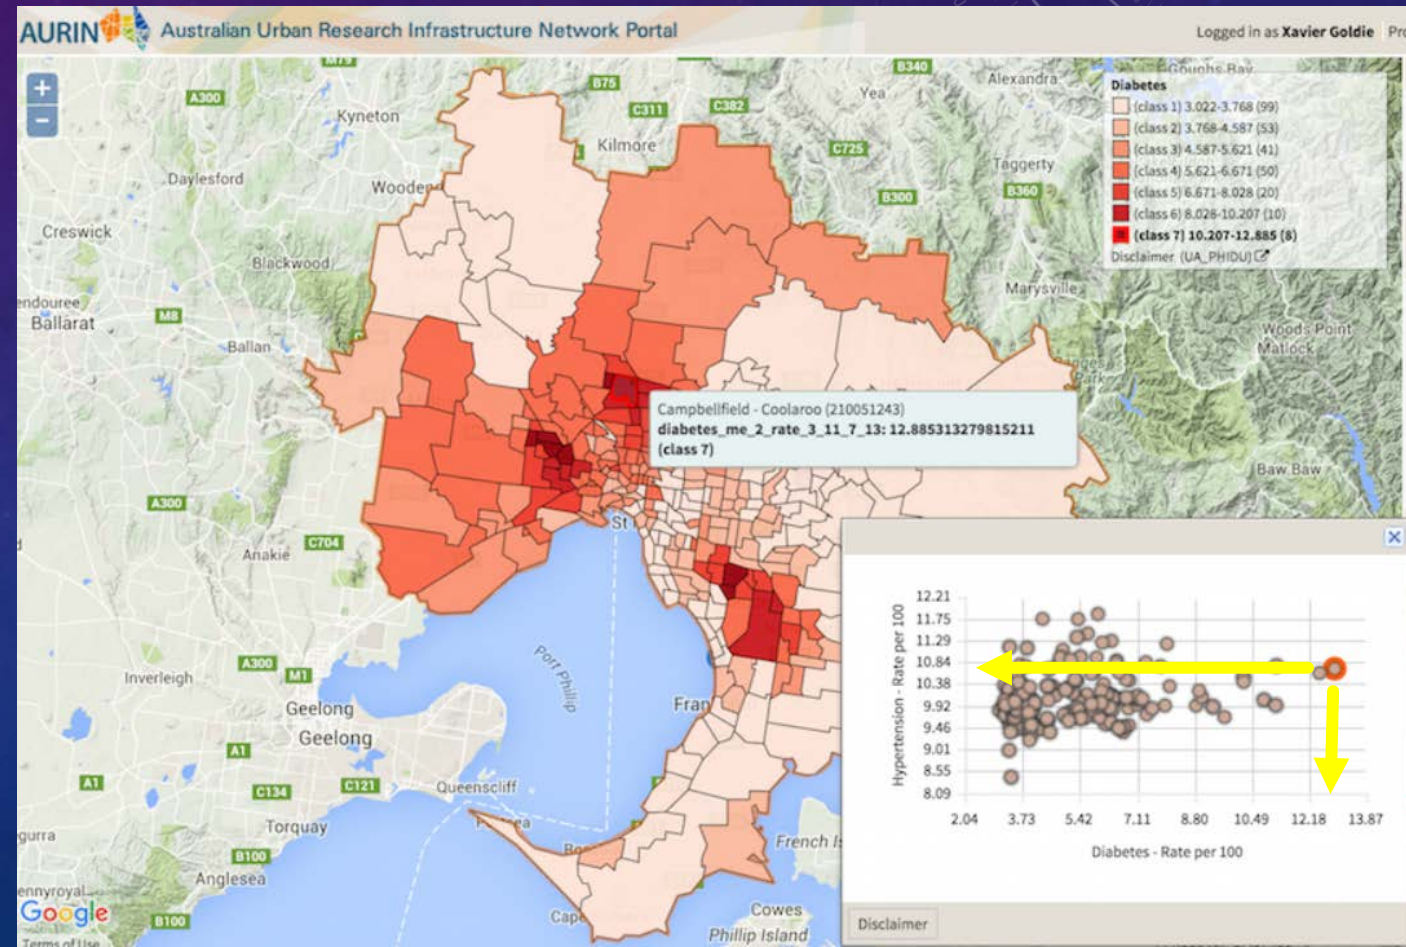 AURIN Australian Urban Research Infrastructure Network Portal
Logged in as Xavier Goldie
+
−
M79
A300
B75
C311
C382
B340
Alexandra
Goughs Bay
Yea
Kyneton
Kilmore
C725
Taggerty
Daylesford
B300
B360
Creswick
Blackwood
Marysville
Ballarat
M8
Ballan
Woods Point
Matlock
Diabetes
(class 1) 3.022-3.768 (99)
(class 2) 3.768-4.587 (53)
(class 3) 4.587-5.621 (41)
(class 4) 5.621-6.671 (50)
(class 5) 6.671-8.028 (20)
(class 6) 8.028-10.207 (10)
(class 7) 10.207-12.885 (8)
Disclaimer (UA_PHIDU)
Campbellfield - Coolaroo (210051243)
diabetes_me_2_rate_3_11_7_13: 12.885313279815211
(class 7)
Baw Baw
A300
C704
Anakie
St
Port Phillip
Inverleigh
A300
M1
Geelong
Geelong
A1
A1
C134
C121
Queenscliff
Torquay
B100
Anglesea
Google
B100
Terms of Use
Cowes
Phillip Island
Hypertension - Rate per 100
12.21
11.75
11.29
10.84
10.38
9.92
9.46
9.01
8.55
8.09
2.04 3.73 5.42 7.11 8.80 10.49 12.18 13.87
Diabetes - Rate per 100
Disclaimer